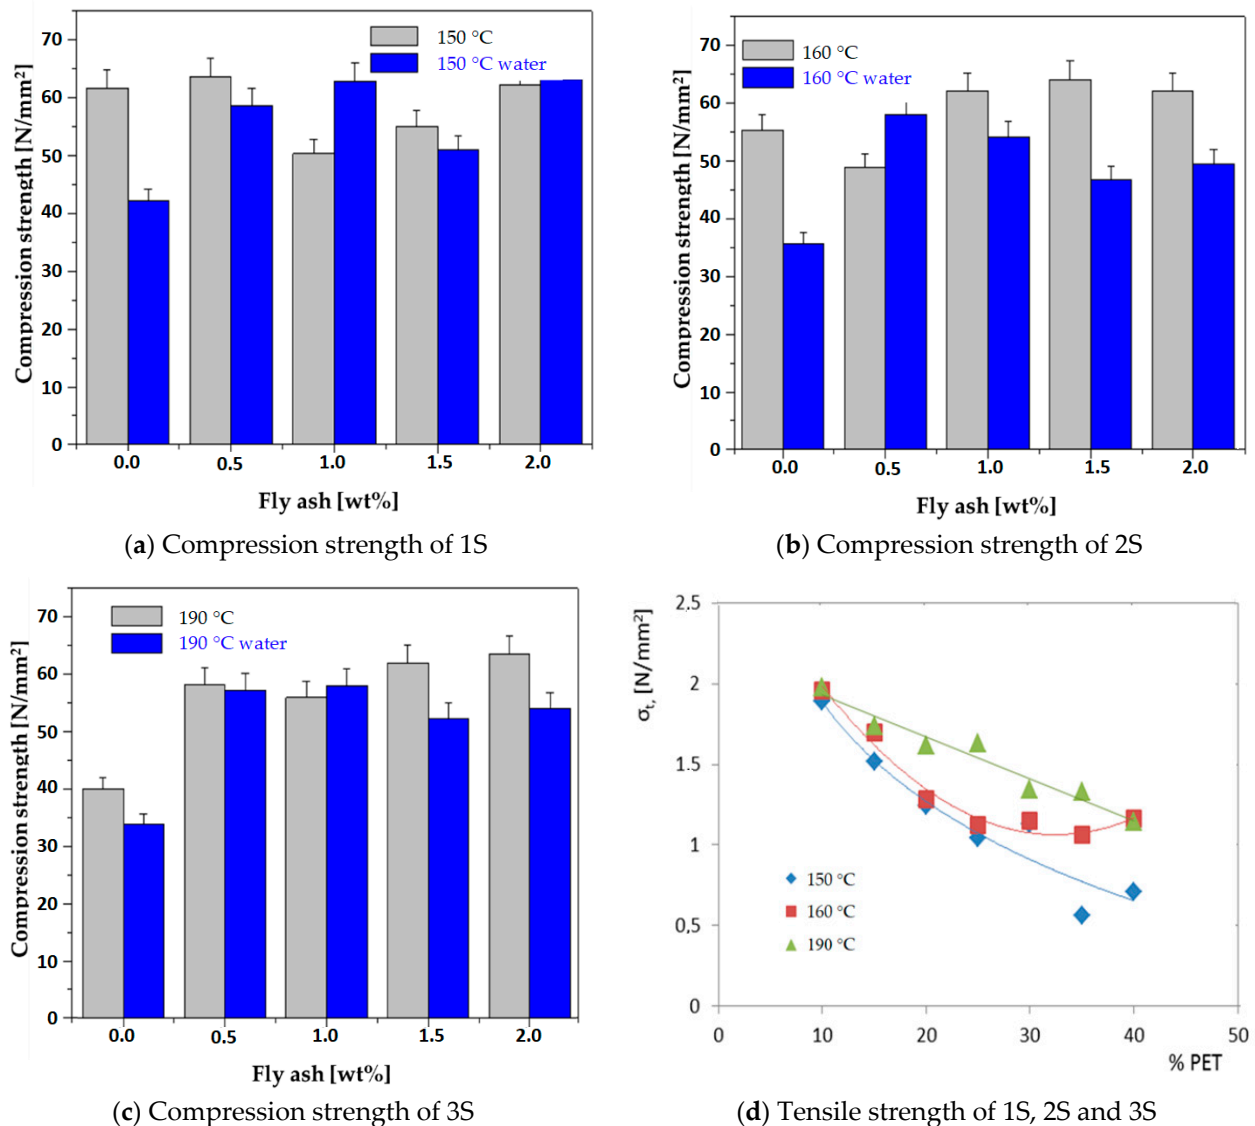 70
60
50
40
30
20
10
0
Compression strength [N/mm²]
150 °C
150 °C water
0.0 0.5 1.0 1.5 2.0
Fly ash [wt%]
(a) Compression strength of 1S
70
60
50
40
30
20
10
0
Compression strength [N/mm²]
160 °C
160 °C water
0.0 0.5 1.0 1.5 2.0
Fly ash [wt%]
(b) Compression strength of 2S
70
60
50
40
30
20
10
0
Compression strength [N/mm²]
190 °C
190 °C water
0.0 0.5 1.0 1.5 2.0
Fly ash [wt%]
(c) Compression strength of 3S
2,5
2
1.5
1
0,5
0
σt, [N/mm²]
150 °C
160 °C
190 °C
0 10 20 30 40 50
% PET
(d) Tensile strength of 1S, 2S and 3S